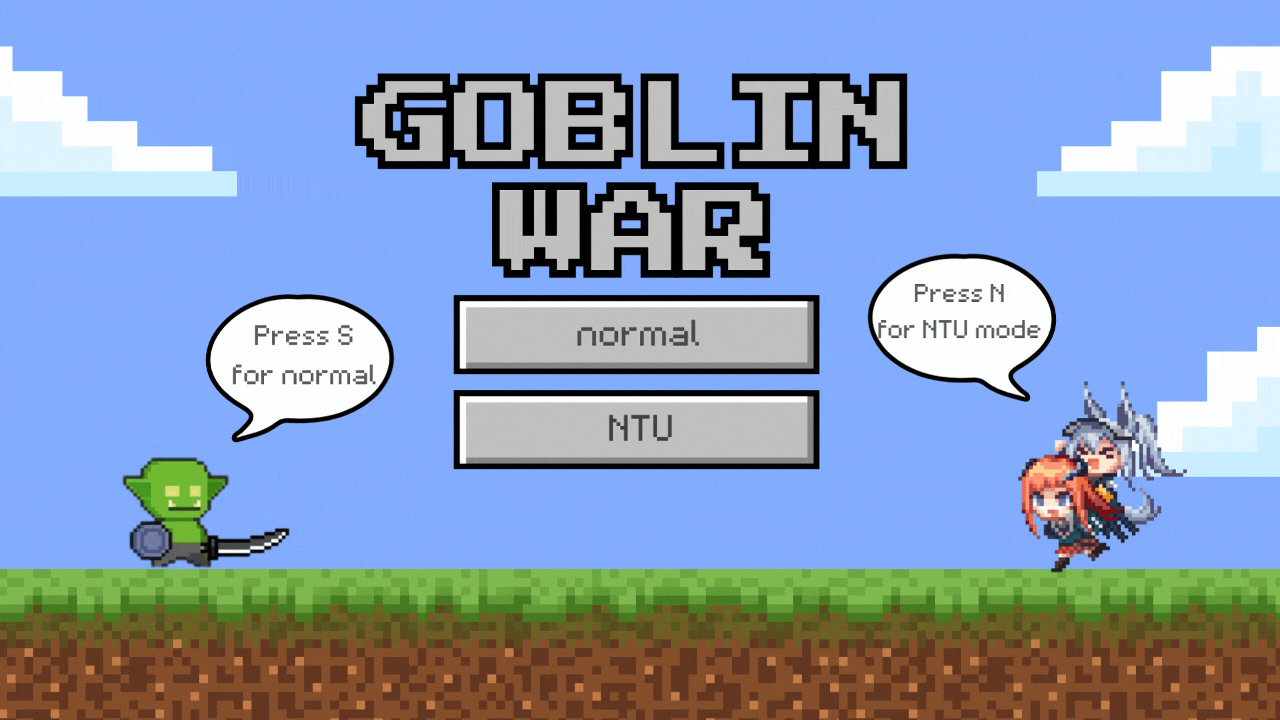 GOBLIN
WAR
Press S
for normal
normal
NTU
Press N
for NTU mode